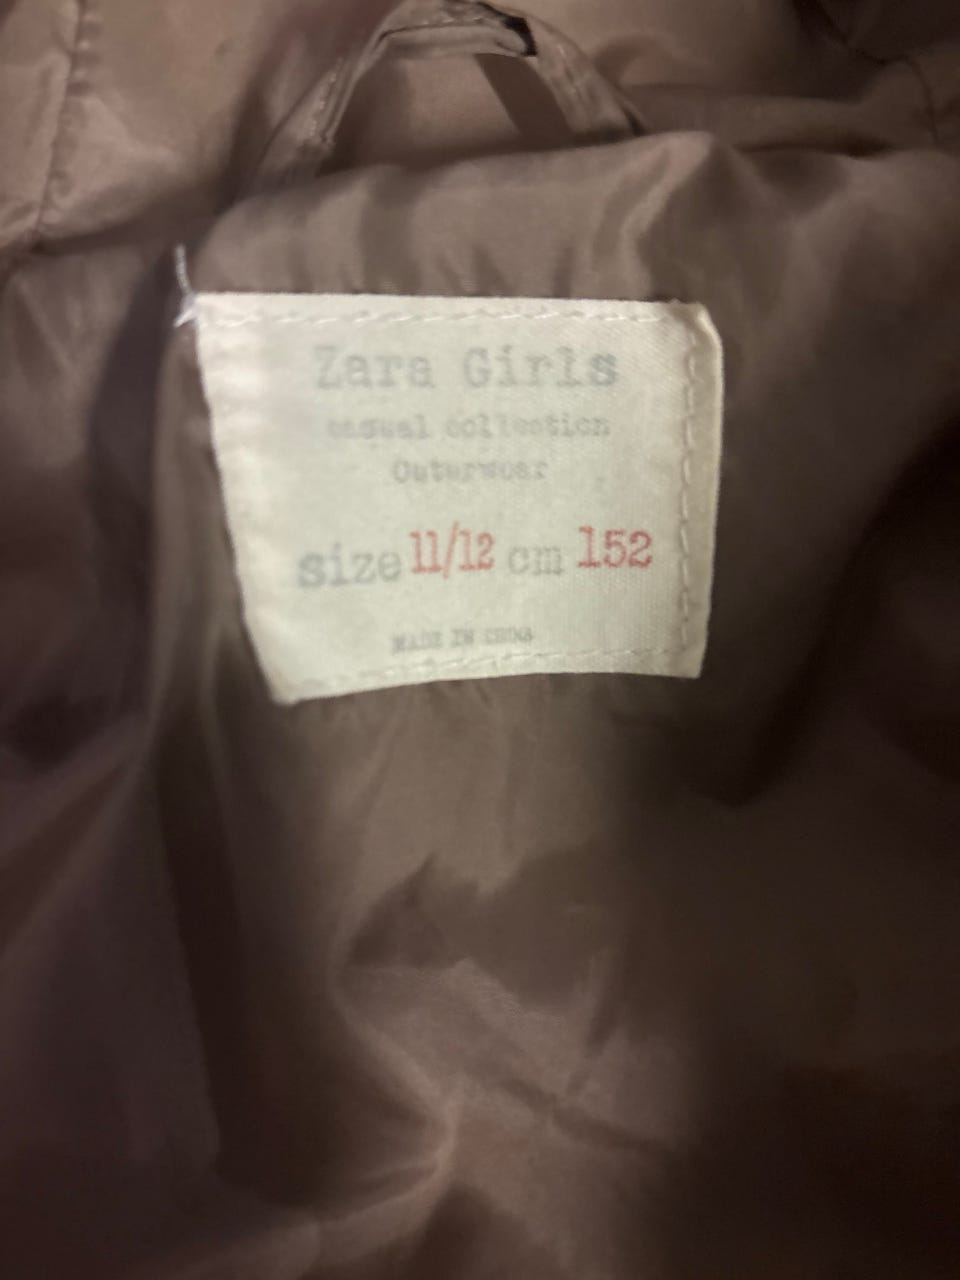 Zara Girls
casual collection
Outerwear
size 11/12 cm 152
MADE IN CHINA